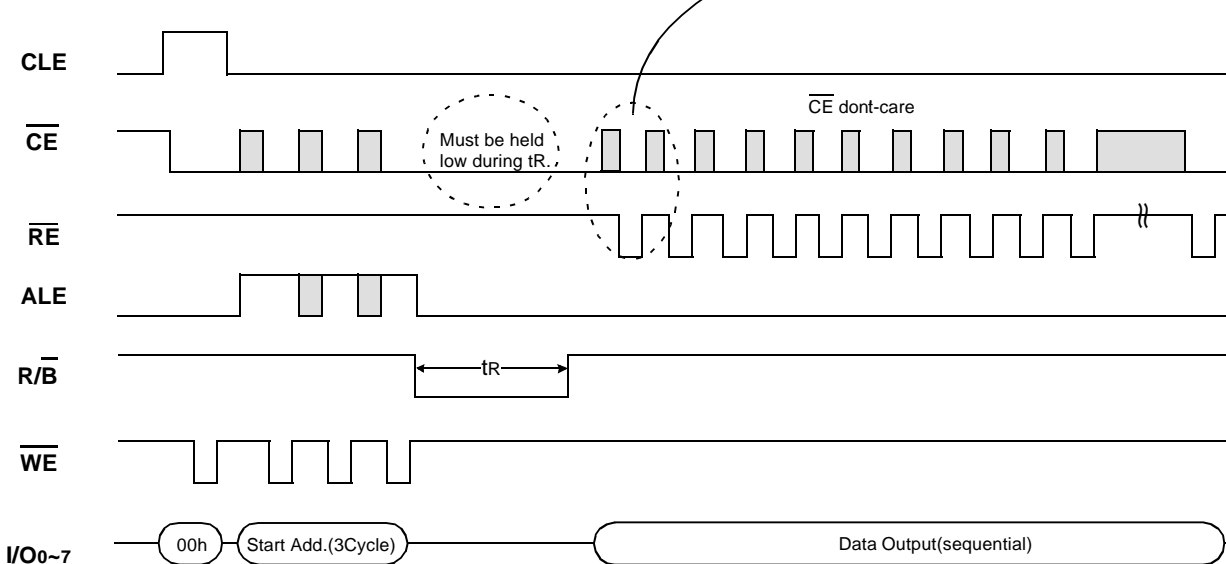 CLE
CE dont-care
CE
Must be held
low during tR.
RE
ALE
R/B
tR
WE
I/O0~7
00h
Start Add.(3Cycle)
Data Output(sequential)